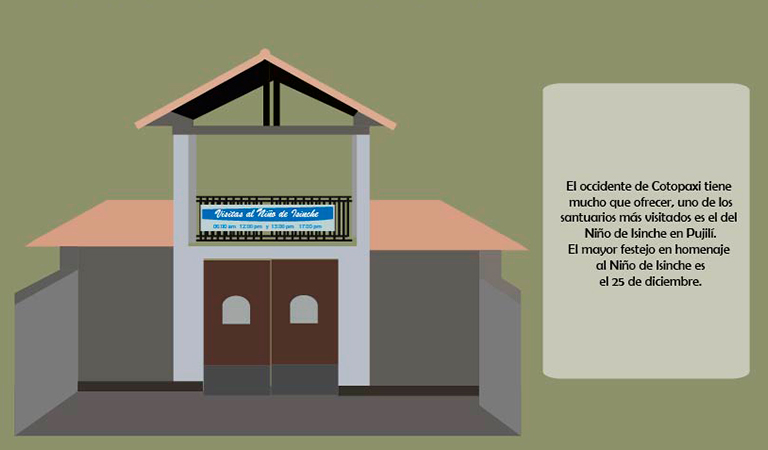 Visitas al Niño de Isinche
06:00 am 12:00 pm y 13:00 pm 17:00 pm
El occidente de Cotopaxi tiene
mucho que ofrecer, uno de los
santuarios más visitados es el del
Niño de Isinche en Pujilí.
El mayor festejo en homenaje
al Niño de Isinche es
el 25 de diciembre.